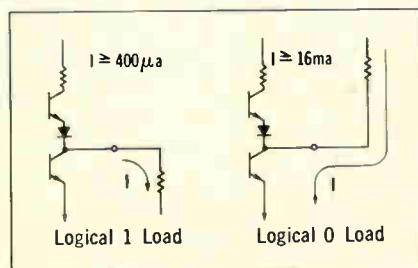 I ≧ 400μa
I ≧ 16ma
I
I
Logical 1 Load
Logical 0 Load